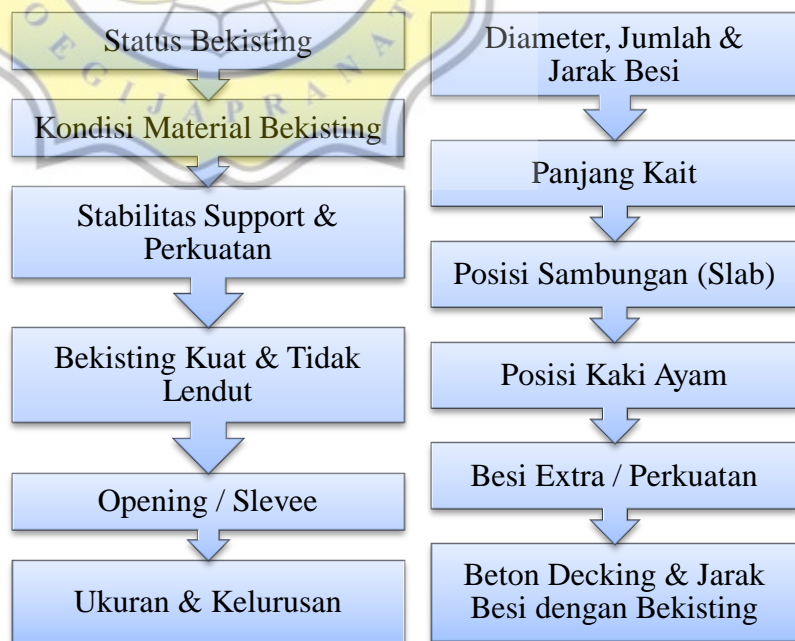 Status Bekisting
Kondisi Material Bekisting
Stabilitas Support &
Perkuatan
Bekisting Kuat & Tidak
Lendut
Opening / Slevee
Ukuran & Kelurusan
Diameter, Jumlah &
Jarak Besi
Panjang Kait
Posisi Sambungan (Slab)
Posisi Kaki Ayam
Besi Extra / Perkuatan
Beton Decking & Jarak
Besi dengan Bekisting
OEGIJAPRANAT